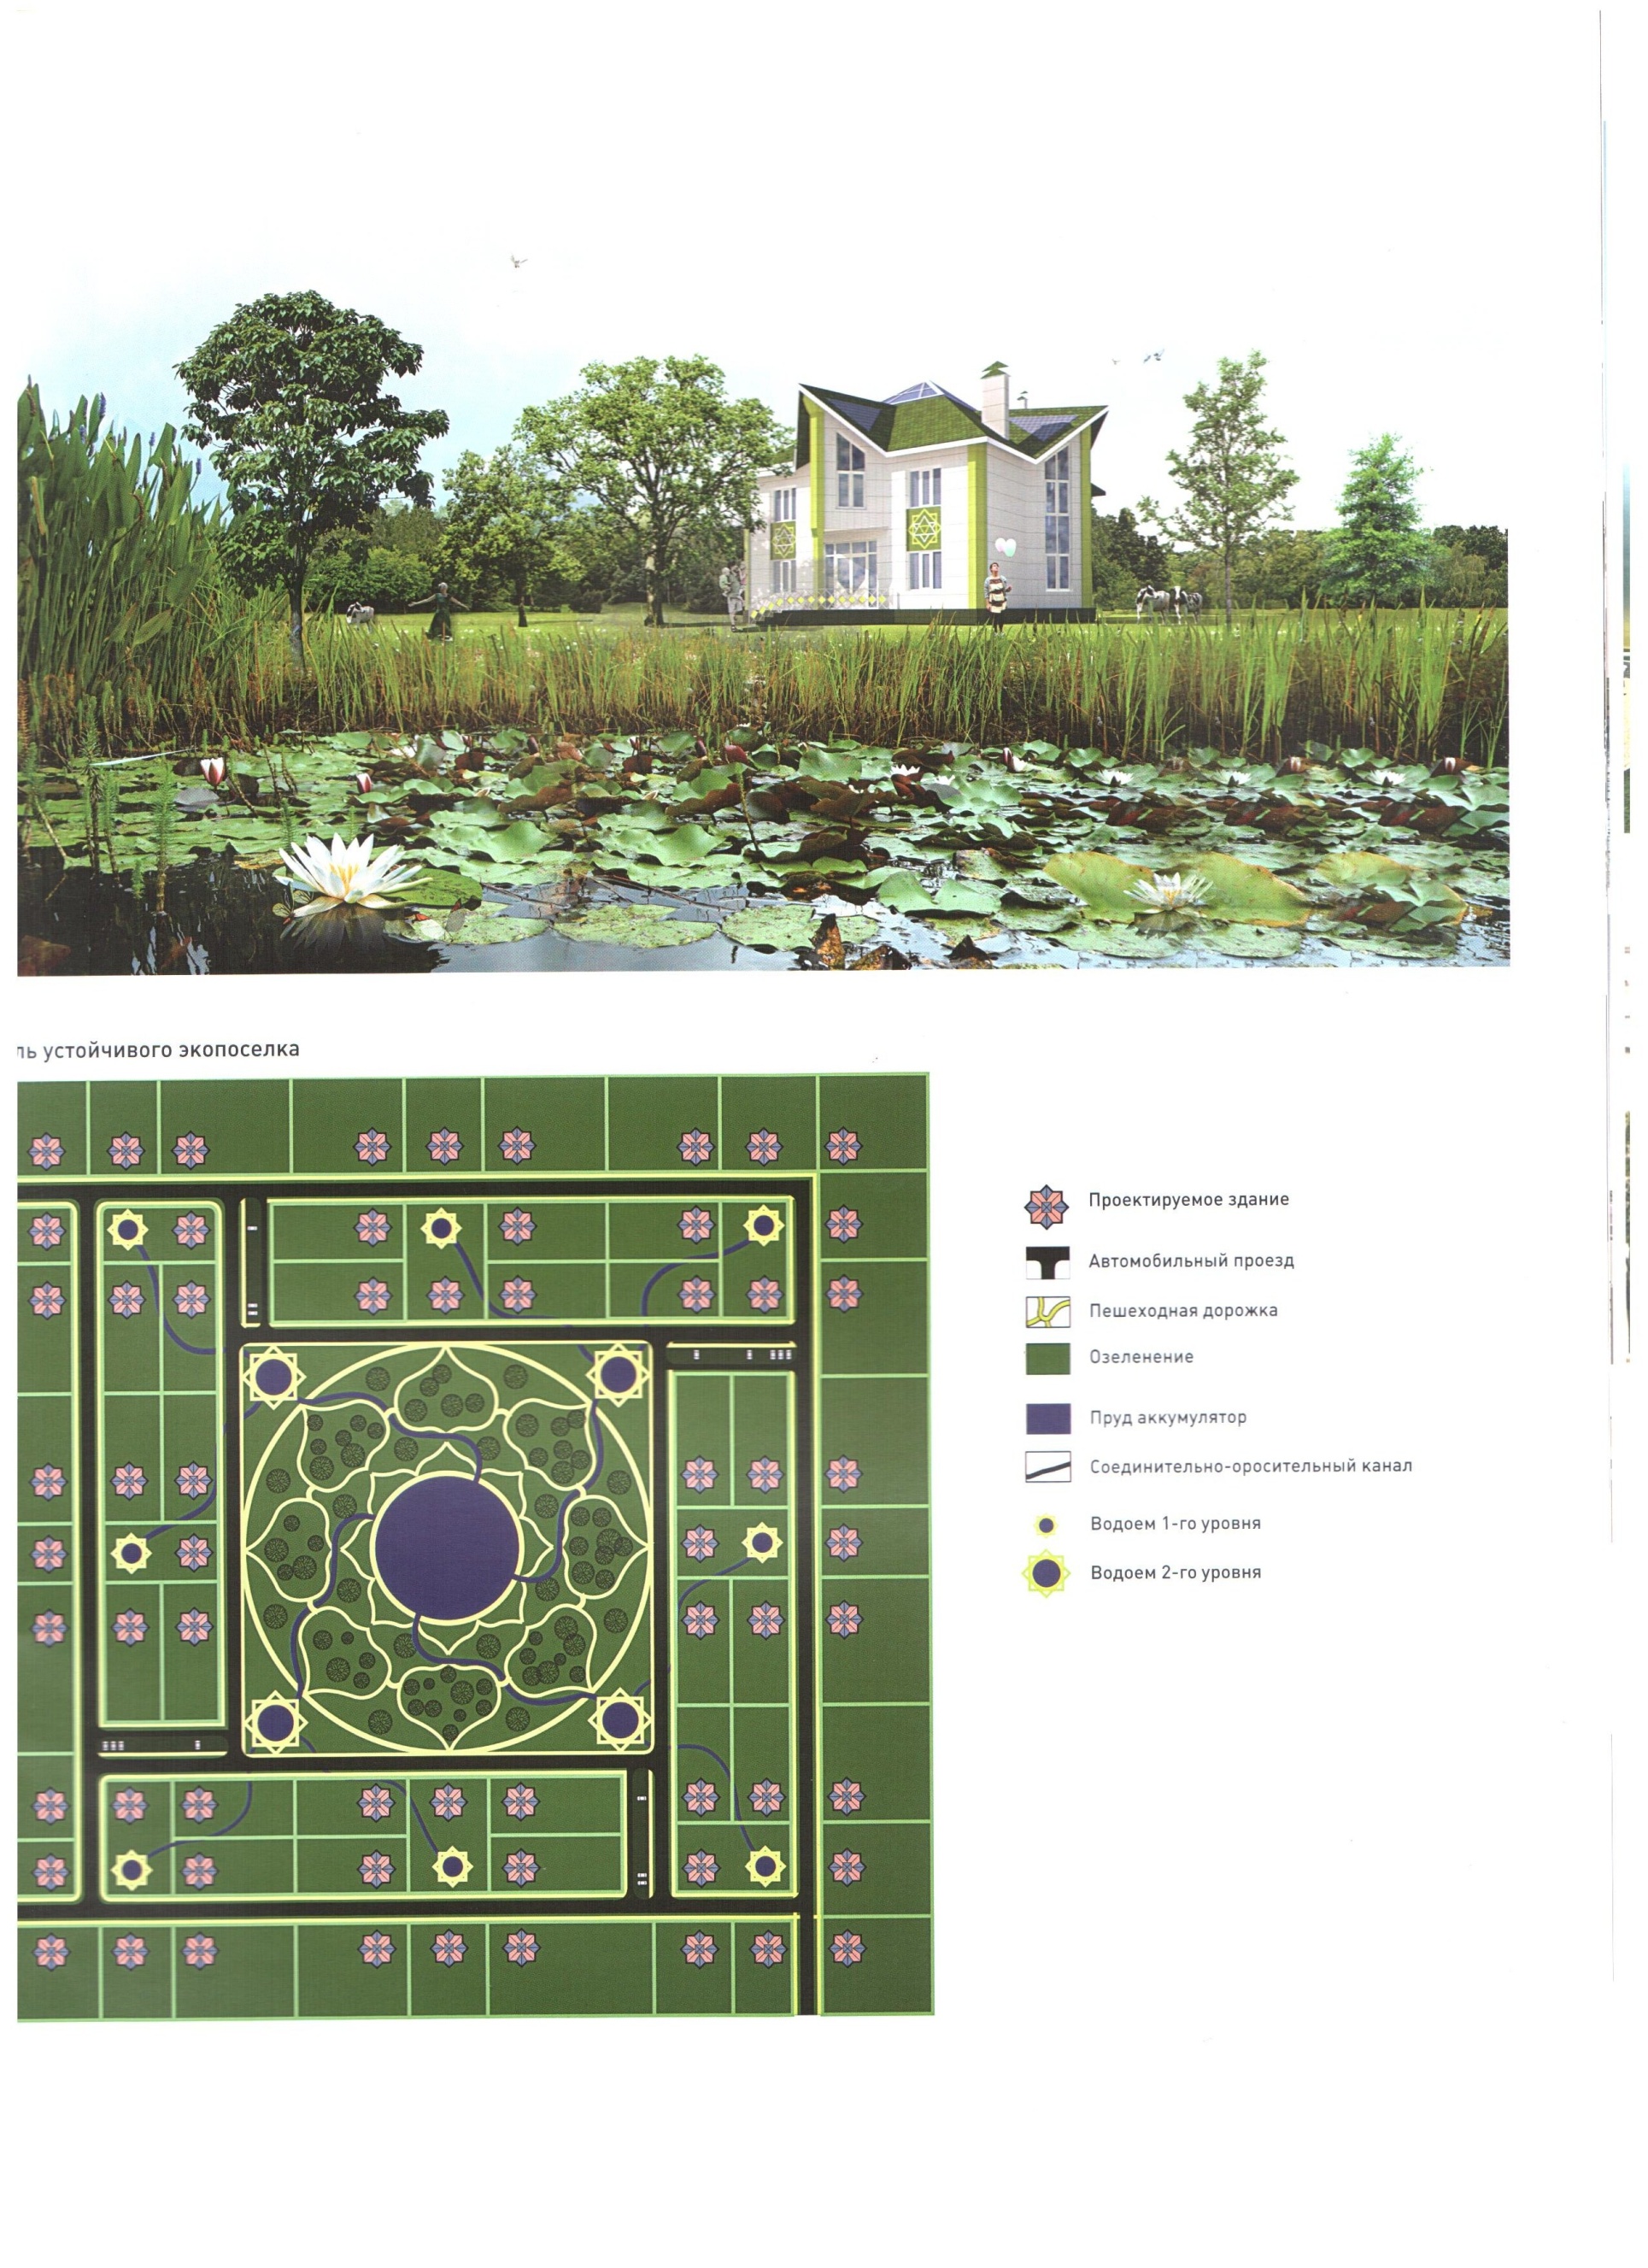 ль устойчивого экопоселка
Проектируемое здание
Автомобильный проезд
Пешеходная дорожка
Озеленение
Пруд аккумулятор
Соединительно-оросительный канал
Водоем 1-го уровня
Водоем 2-го уровня